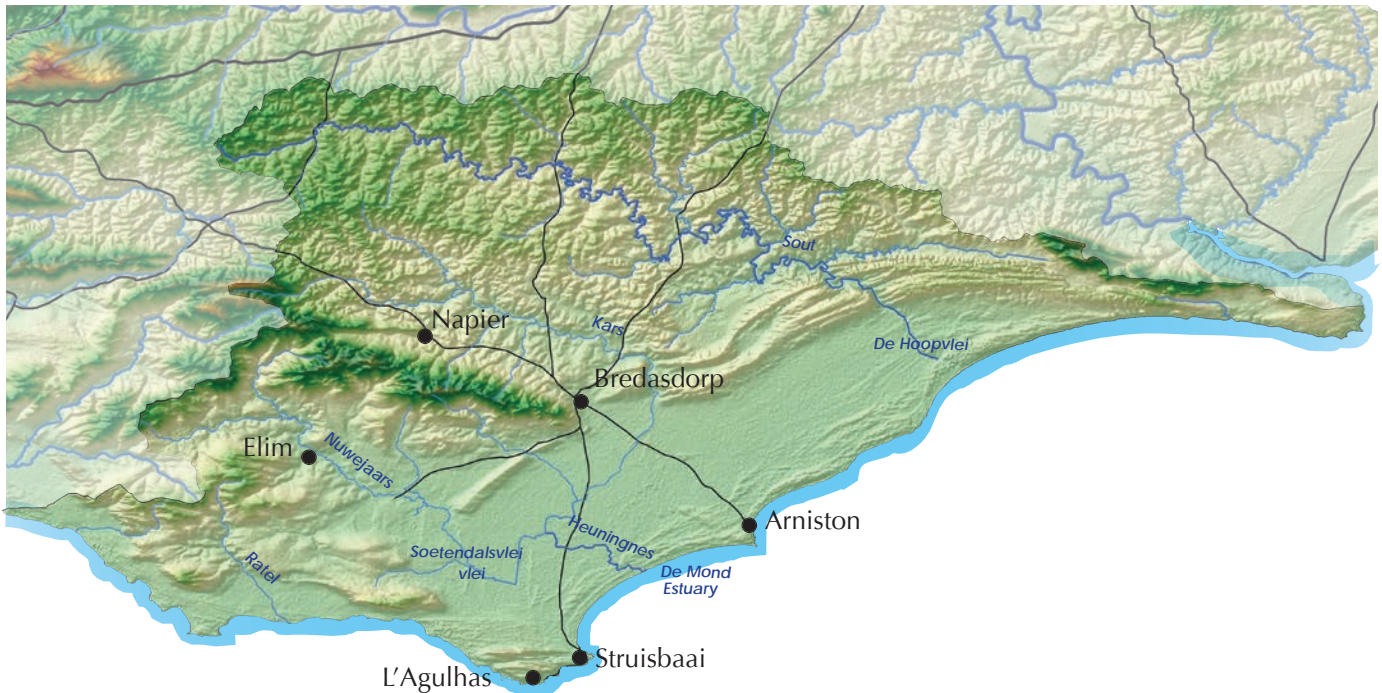 Sout
Napier
Kars
De Hoopvlei
Bredasdorp
Elim
Nuwejaars
Arniston
Heuningnes
Soetendalsvlei
vlei
Ratel
De Mond
Estuary
Struisbaai
L'Agulhas